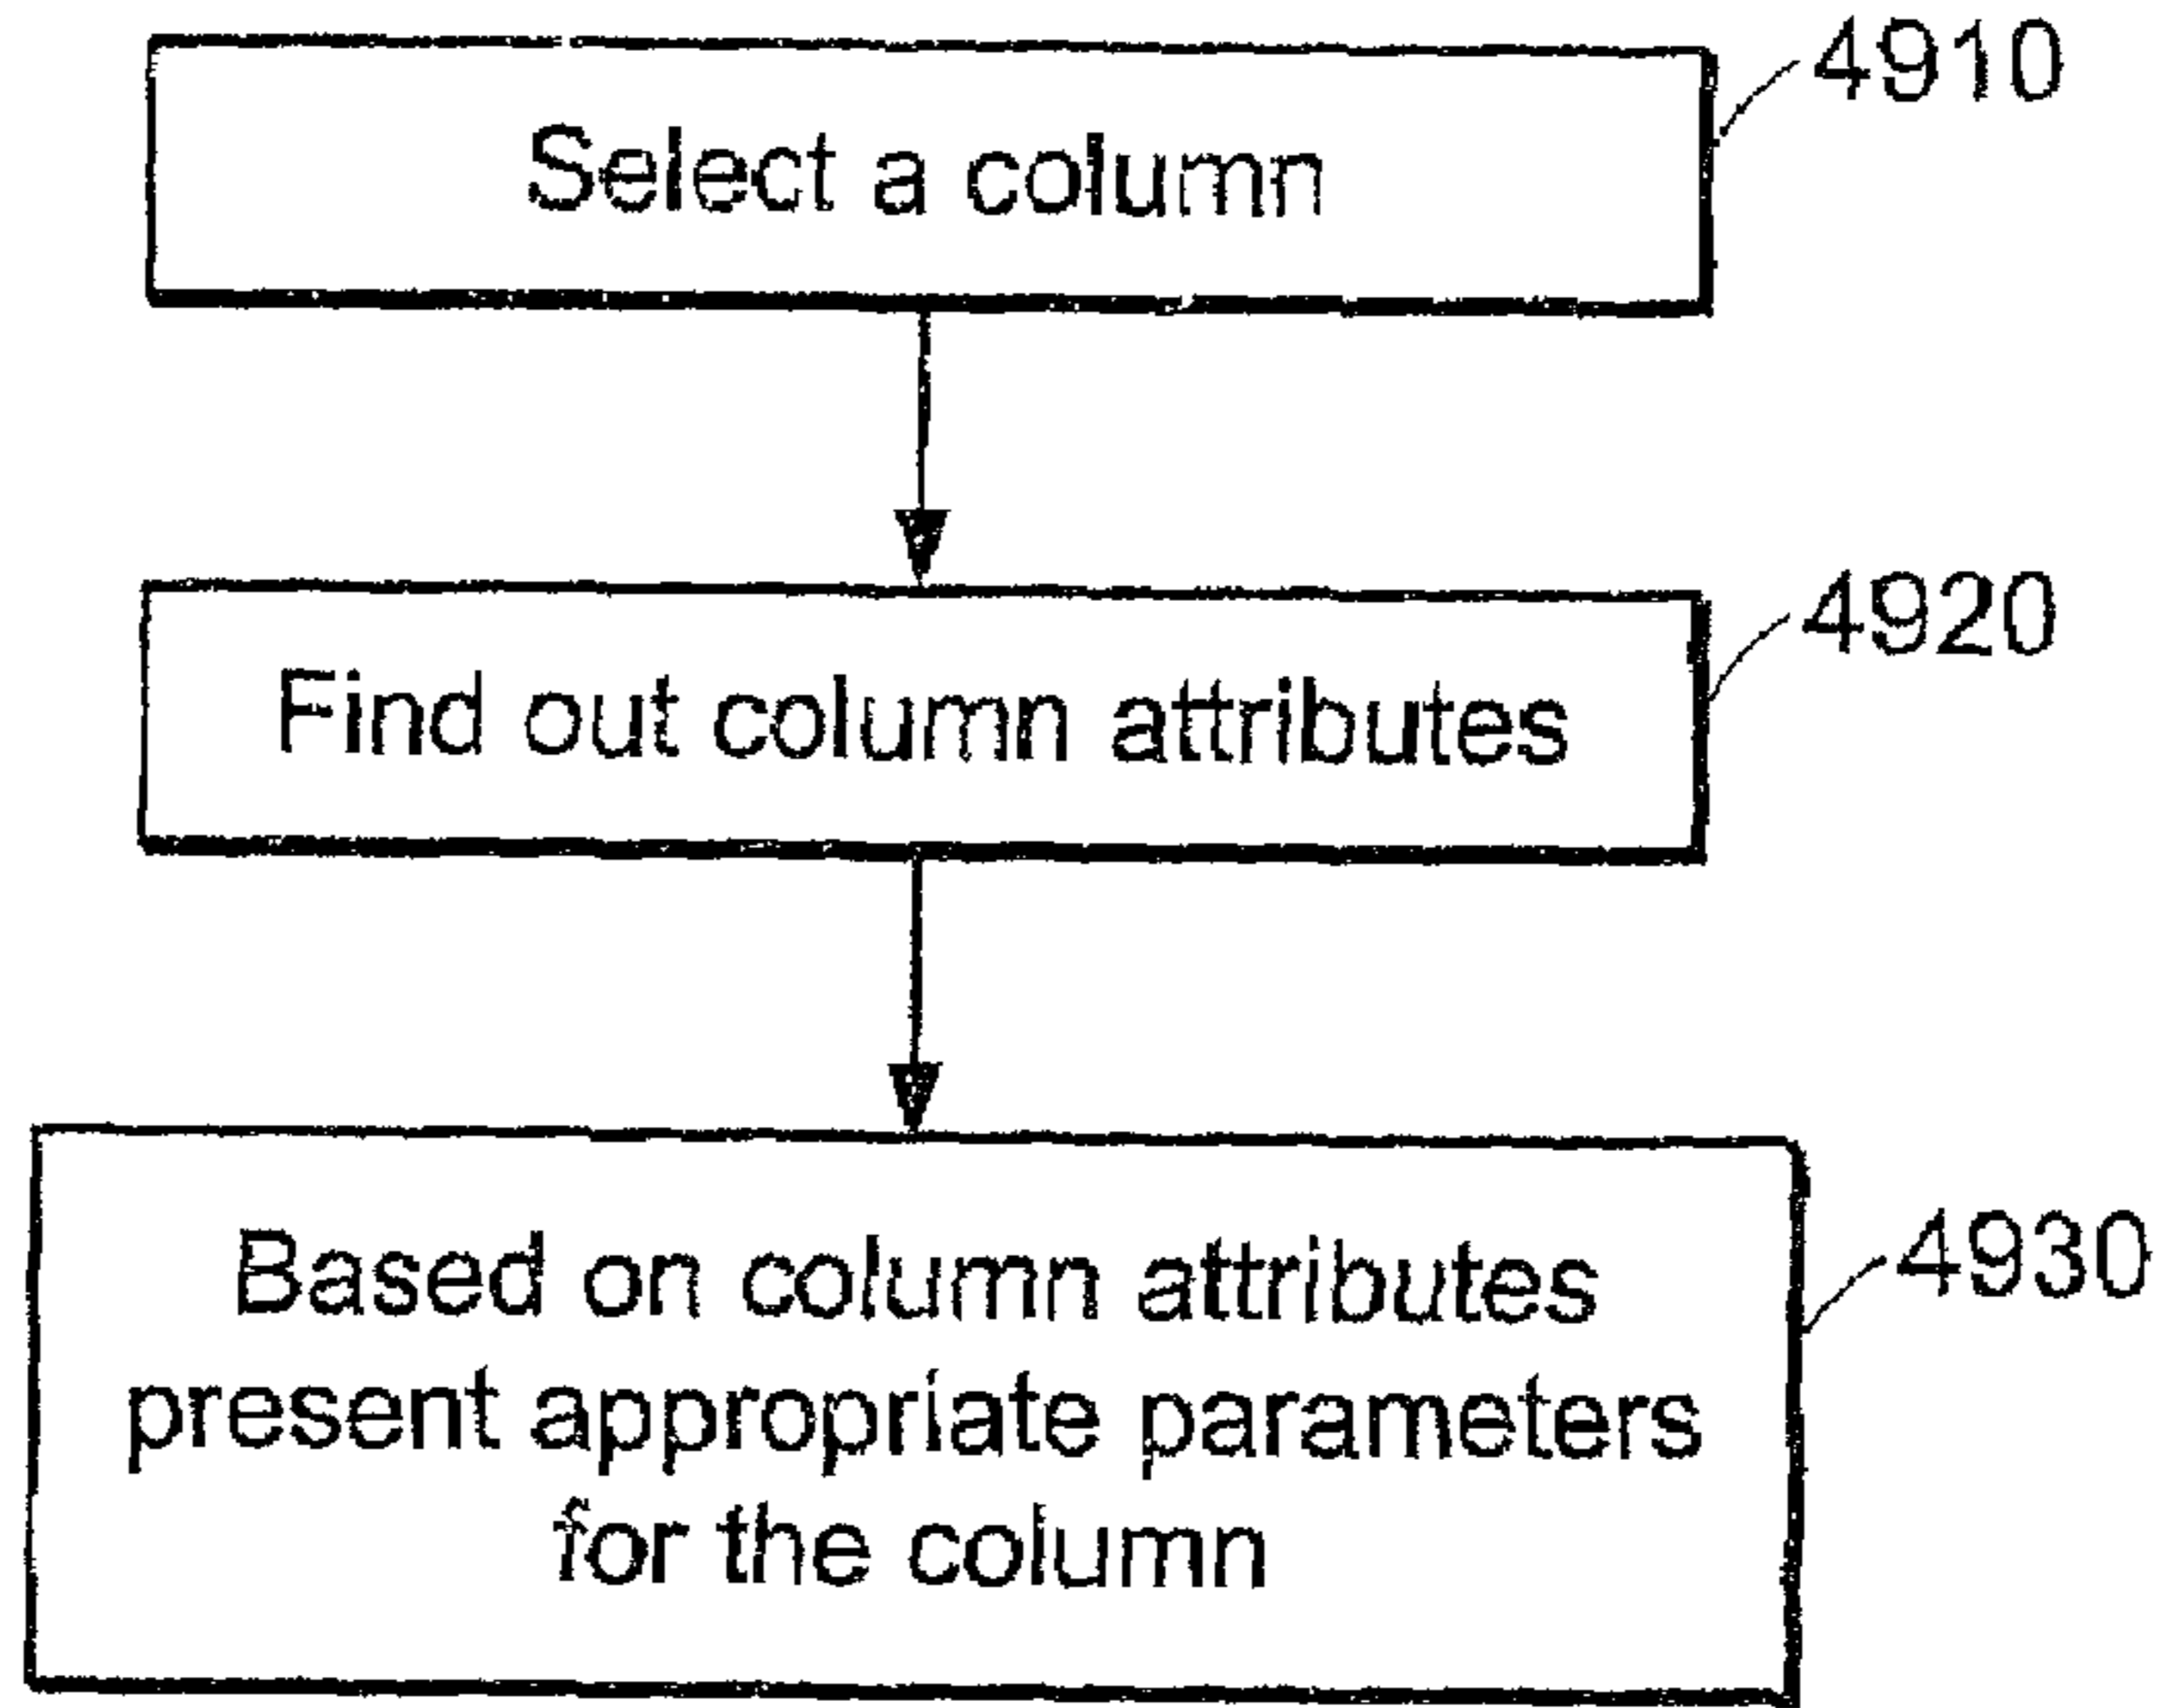 4910
Select a column
4920
Find out column attributes
4930
Based on column attributes
present appropriate parameters
for the column